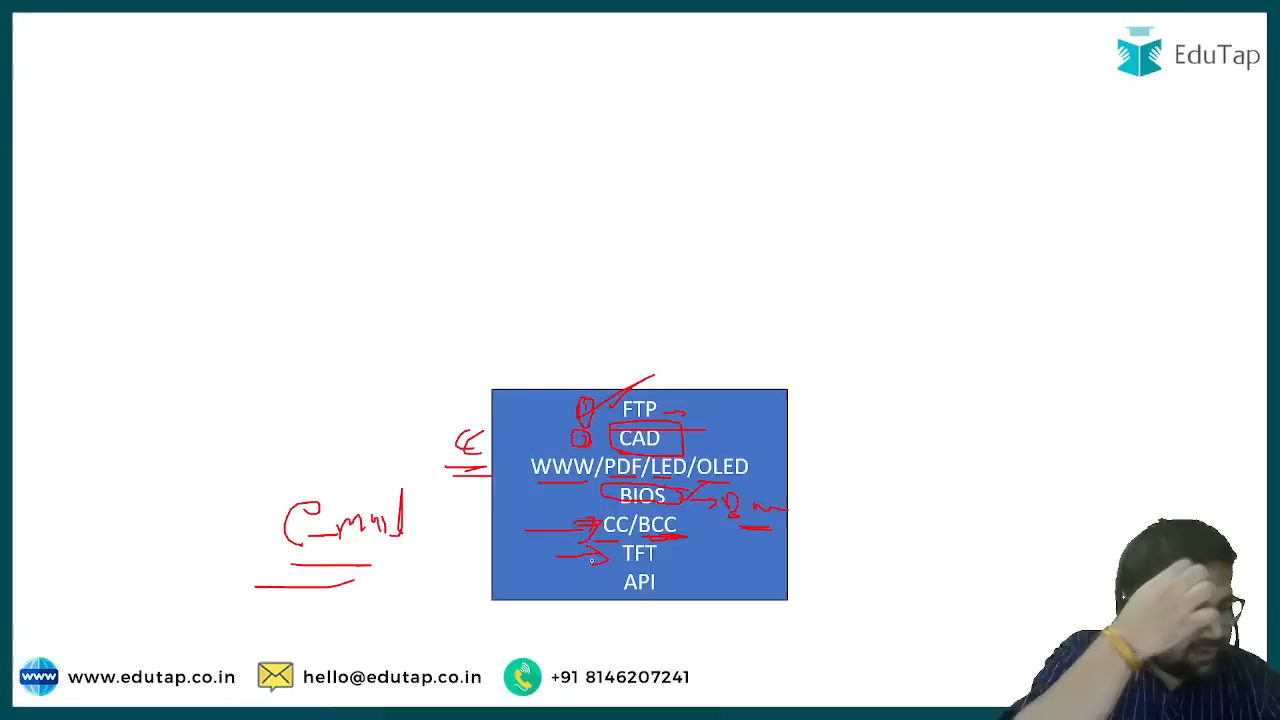 EduTap
FTP
CAD
WWW/PDF/LED/OLED
BIOS
CC/BCC
TFT
API
www www.edutap.co.in hello@edutap.co.in +91 8146207241